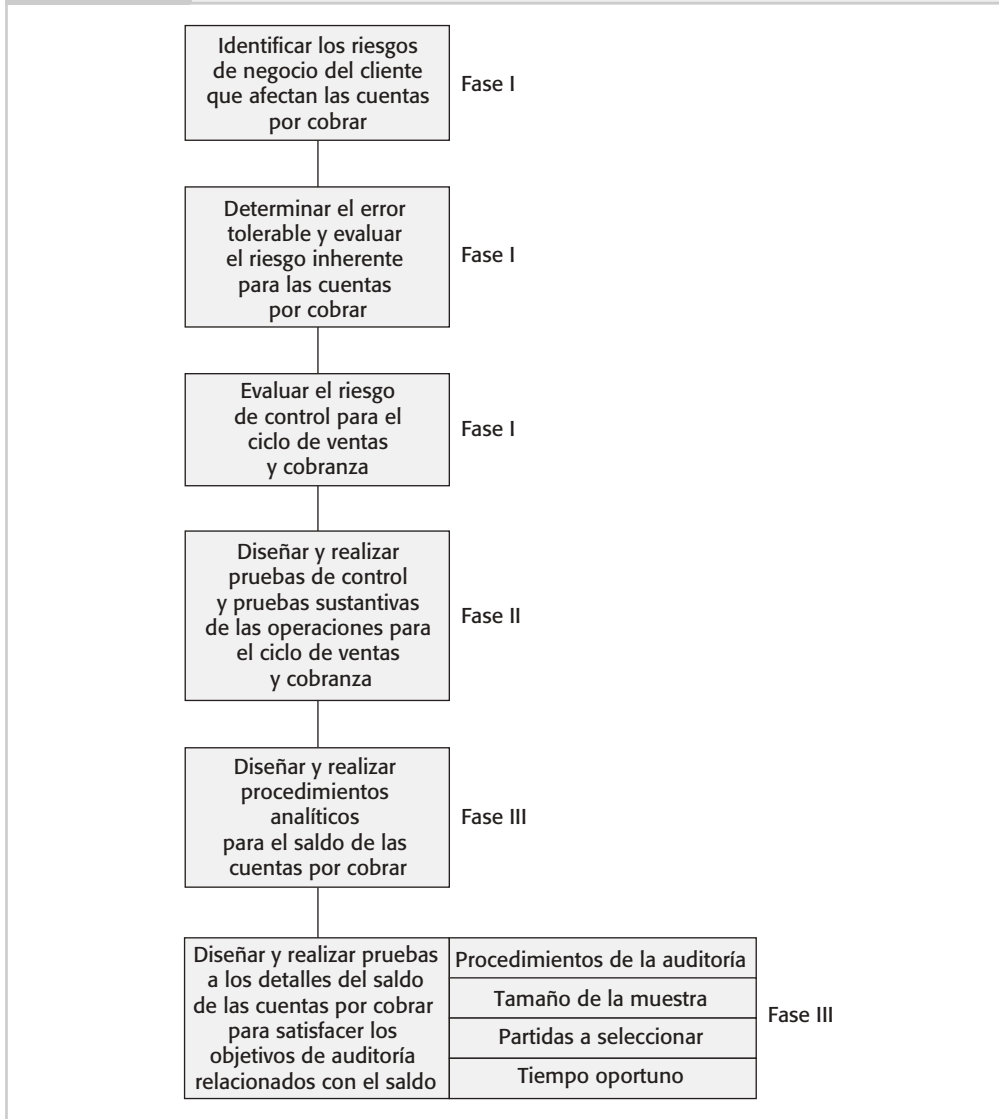 Identificar los riesgos
de negocio del cliente
que afectan las cuentas
por cobrar
Fase I
Determinar el error
tolerable y evaluar
el riesgo inherente
para las cuentas
por cobrar
Fase I
Evaluar el riesgo
de control para el
ciclo de ventas
y cobranza
Fase I
Diseñar y realizar
pruebas de control
y pruebas sustantivas
de las operaciones para
el ciclo de ventas
y cobranza
Fase II
Diseñar y realizar
procedimientos
analíticos
para el saldo de las
cuentas por cobrar
Fase III
Diseñar y realizar pruebas
a los detalles del saldo
de las cuentas por cobrar
para satisfacer los
objetivos de auditoría
relacionados con el saldo
Procedimientos de la auditoría
Tamaño de la muestra
Partidas a seleccionar
Tiempo oportuno
Fase III